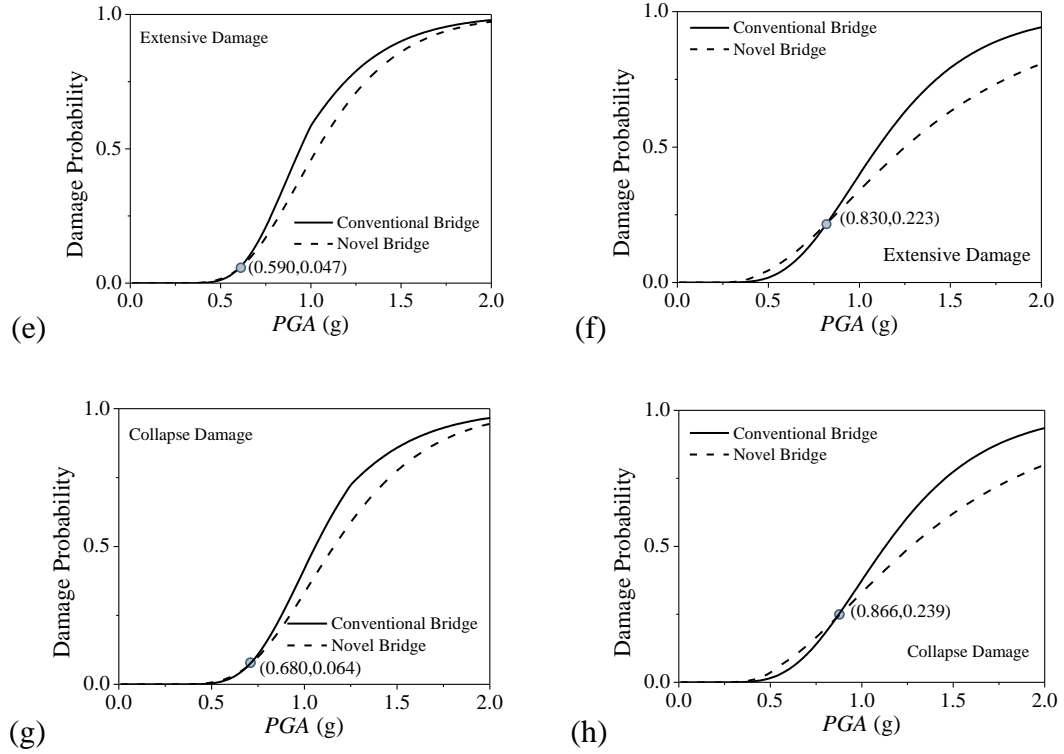 1.0
Extensive Damage
Damage Probability
0.5
Conventional Bridge
Novel Bridge
(0.590,0.047)
0.0
0.0 0.5 1.0 1.5 2.0
PGA (g)
(e)
1.0
Conventional Bridge
Novel Bridge
Damage Probability
0.5
(0.830,0.223)
Extensive Damage
0.0
0.0 0.5 1.0 1.5 2.0
PGA (g)
(f)
1.0
Collapse Damage
Damage Probability
0.5
Conventional Bridge
Novel Bridge
(0.680,0.064)
0.0
0.0 0.5 1.0 1.5 2.0
PGA (g)
(g)
1.0
Conventional Bridge
Novel Bridge
Damage Probability
0.5
(0.866,0.239)
Collapse Damage
0.0
0.0 0.5 1.0 1.5 2.0
PGA (g)
(h)